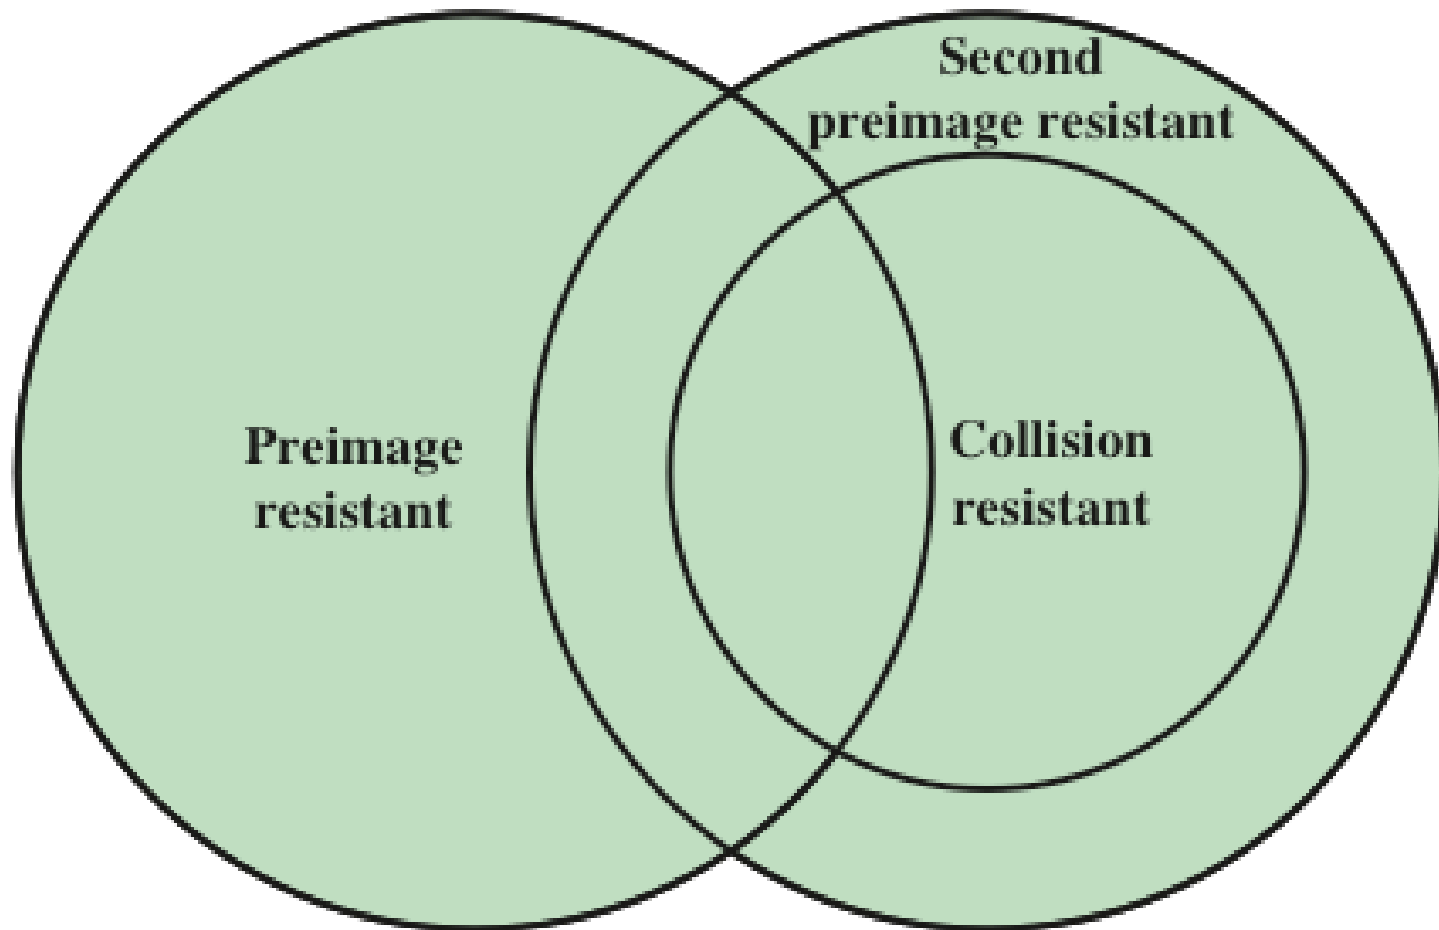 Second
preimage resistant
Preimage
resistant
Collision
resistant